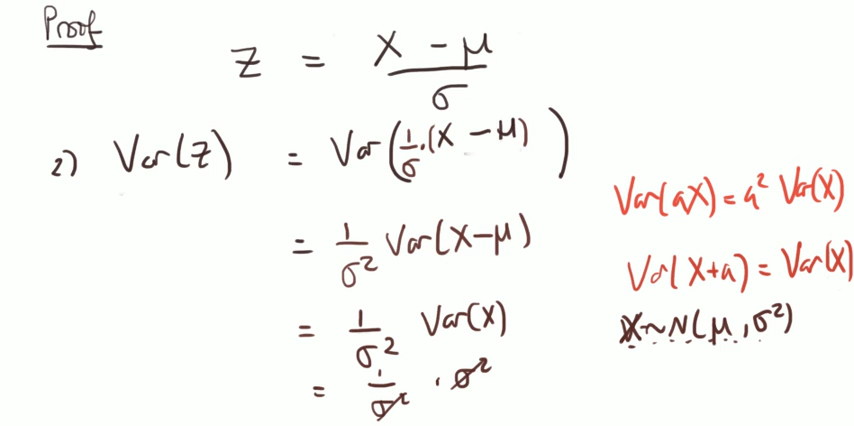 Proof
Z = X - μ / σ
2) Var(Z) = Var(1/σ · (X - μ))
= 1/σ² Var(X-μ)
= 1/σ² Var(X)
= 1/σ² · σ²
Var(aX) = a² Var(X)
Var(X+a) = Var(X)
X~N(μ, σ²)